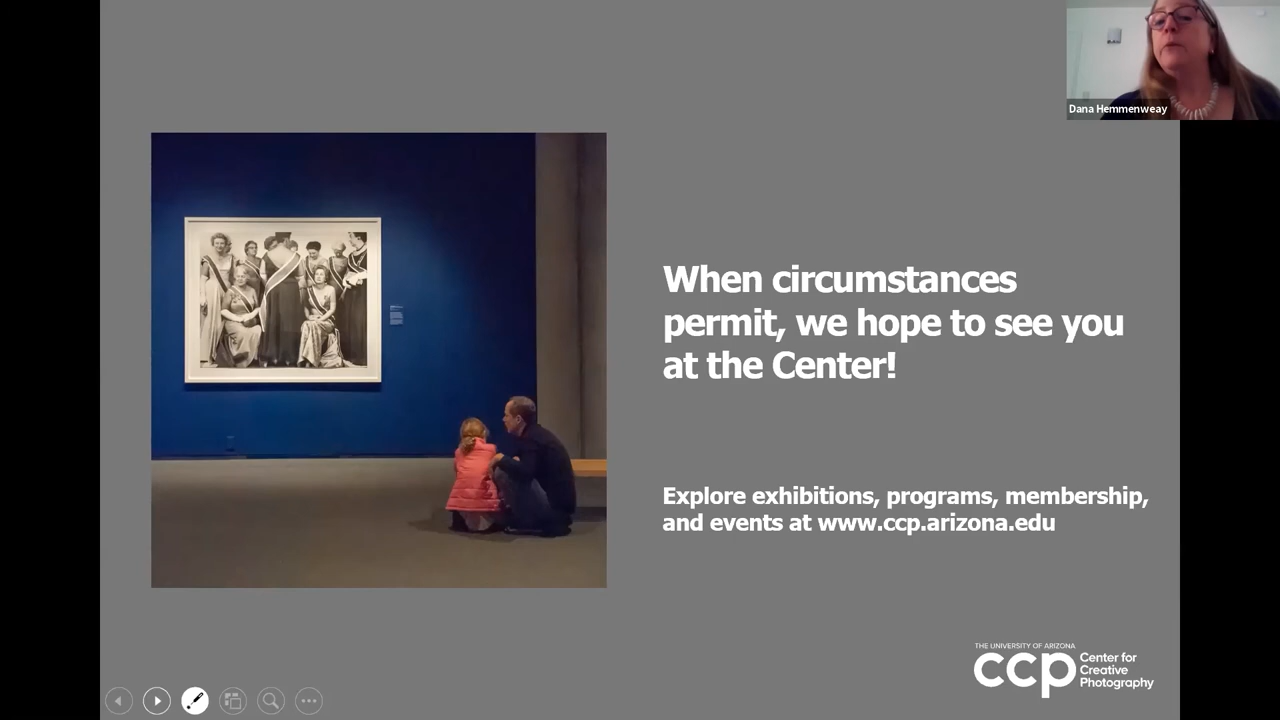 Dana Hemmenweay
When circumstances
permit, we hope to see you
at the Center!
Explore exhibitions, programs, membership,
and events at www.ccp.arizona.edu
THE UNIVERSITY OF ARIZONA
ccp
Center for
Creative
Photography